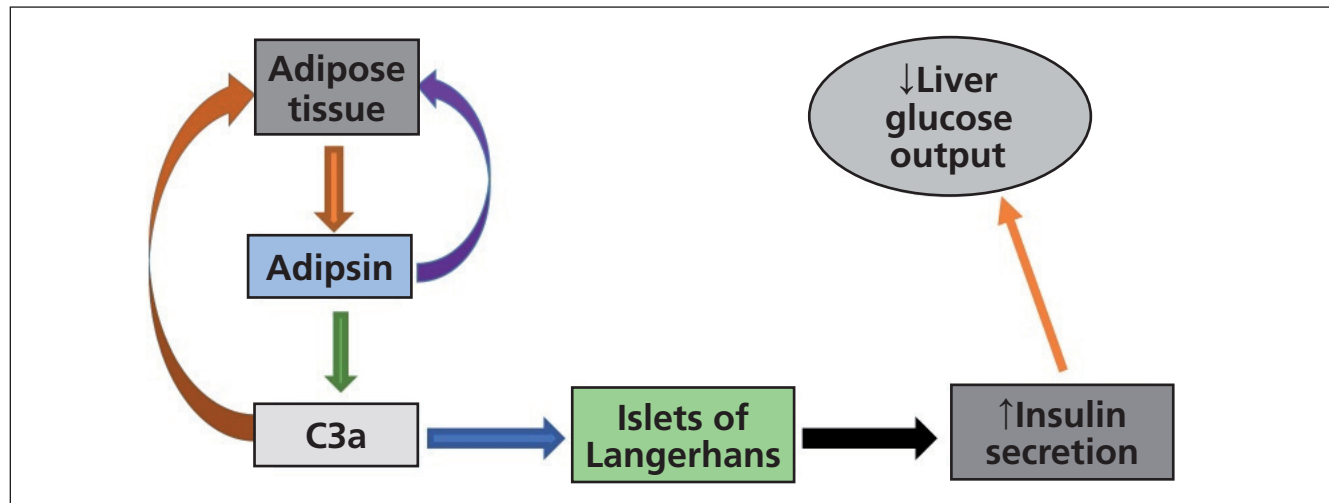 Adipose
tissue
↓Liver
glucose
output
Adipsin
C3a
Islets of
Langerhans
↑Insulin
secretion